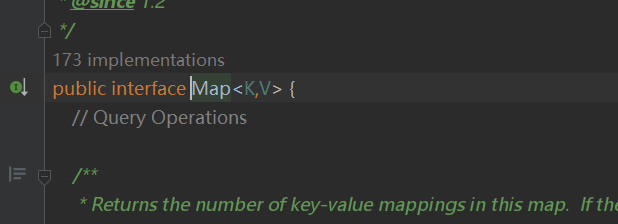 * @since 1.2
*/
173 implementations
public interface Map<K,V> {
// Query Operations
/**
* Returns the number of key-value mappings in this map.  If the